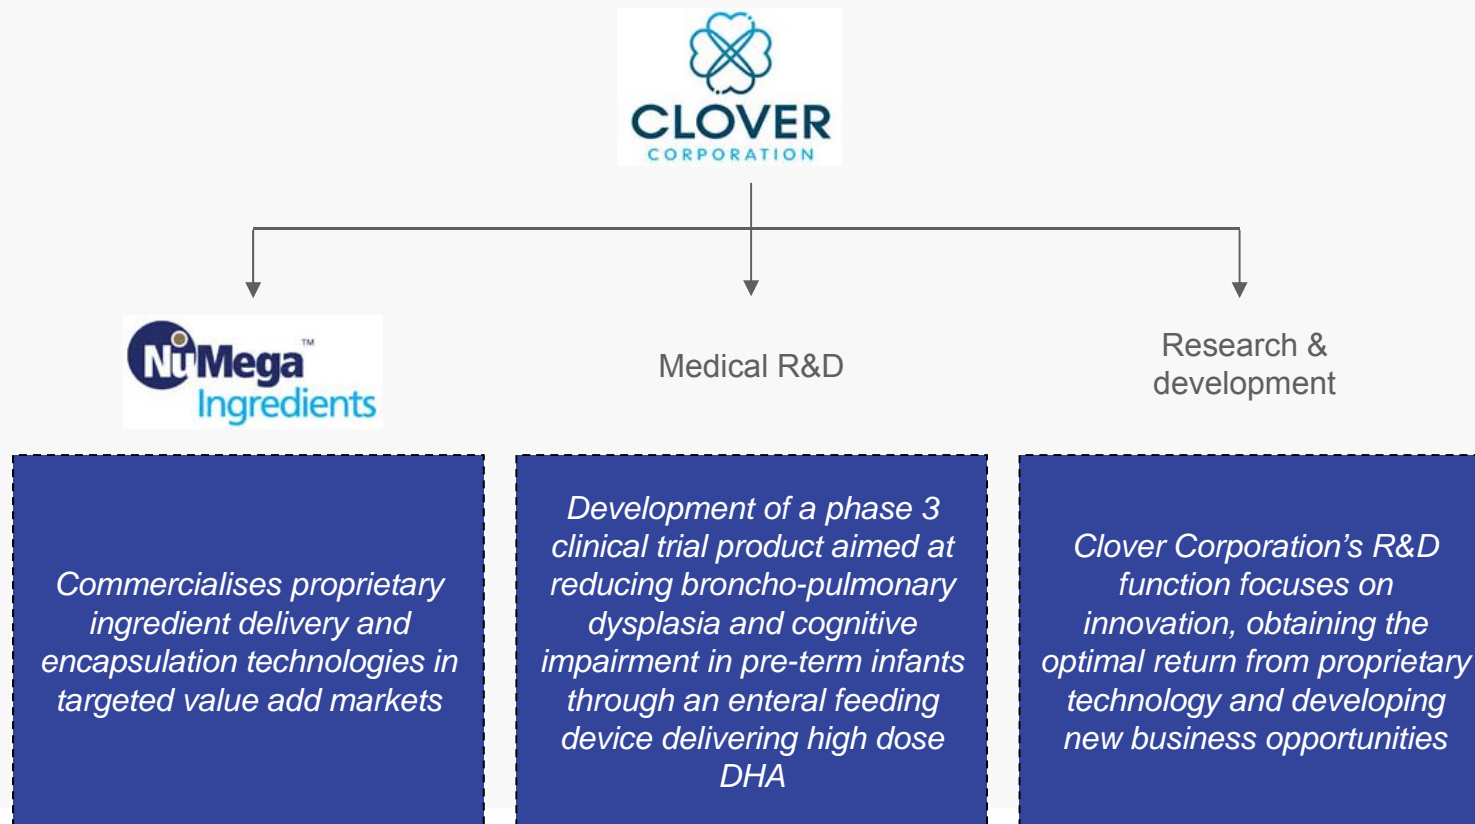 CLOVER
CORPORATION
NuMega™
Ingredients
Medical R&D
Research &
development
Commercialises proprietary
ingredient delivery and
encapsulation technologies in
targeted value add markets
Development of a phase 3
clinical trial product aimed at
reducing broncho-pulmonary
dysplasia and cognitive
impairment in pre-term infants
through an enteral feeding
device delivering high dose
DHA
Clover Corporation’s R&D
function focuses on
innovation, obtaining the
optimal return from proprietary
technology and developing
new business opportunities